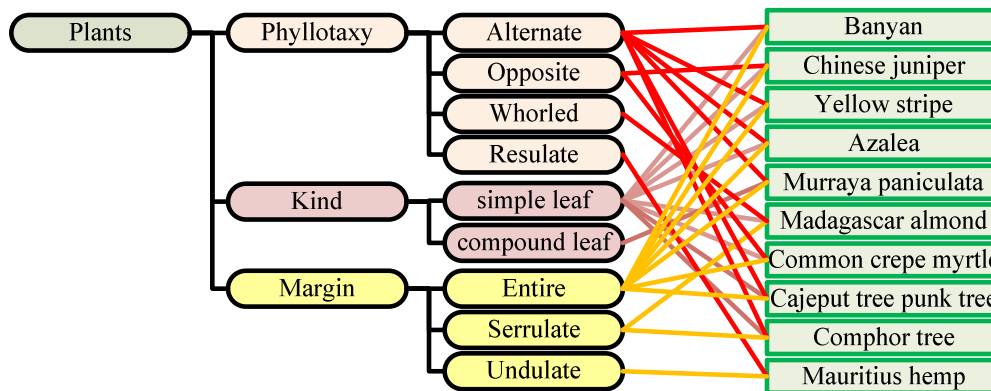 Plants
Phyllotaxy
Alternate
Opposite
Whorled
Resulate
Kind
simple leaf
compound leaf
Margin
Entire
Serrulate
Undulate
Banyan
Chinese juniper
Yellow stripe
Azalea
Murraya paniculata
Madagascar almond
Common crepe myrtle
Cajeput tree punk tree
Comphor tree
Mauritius hemp